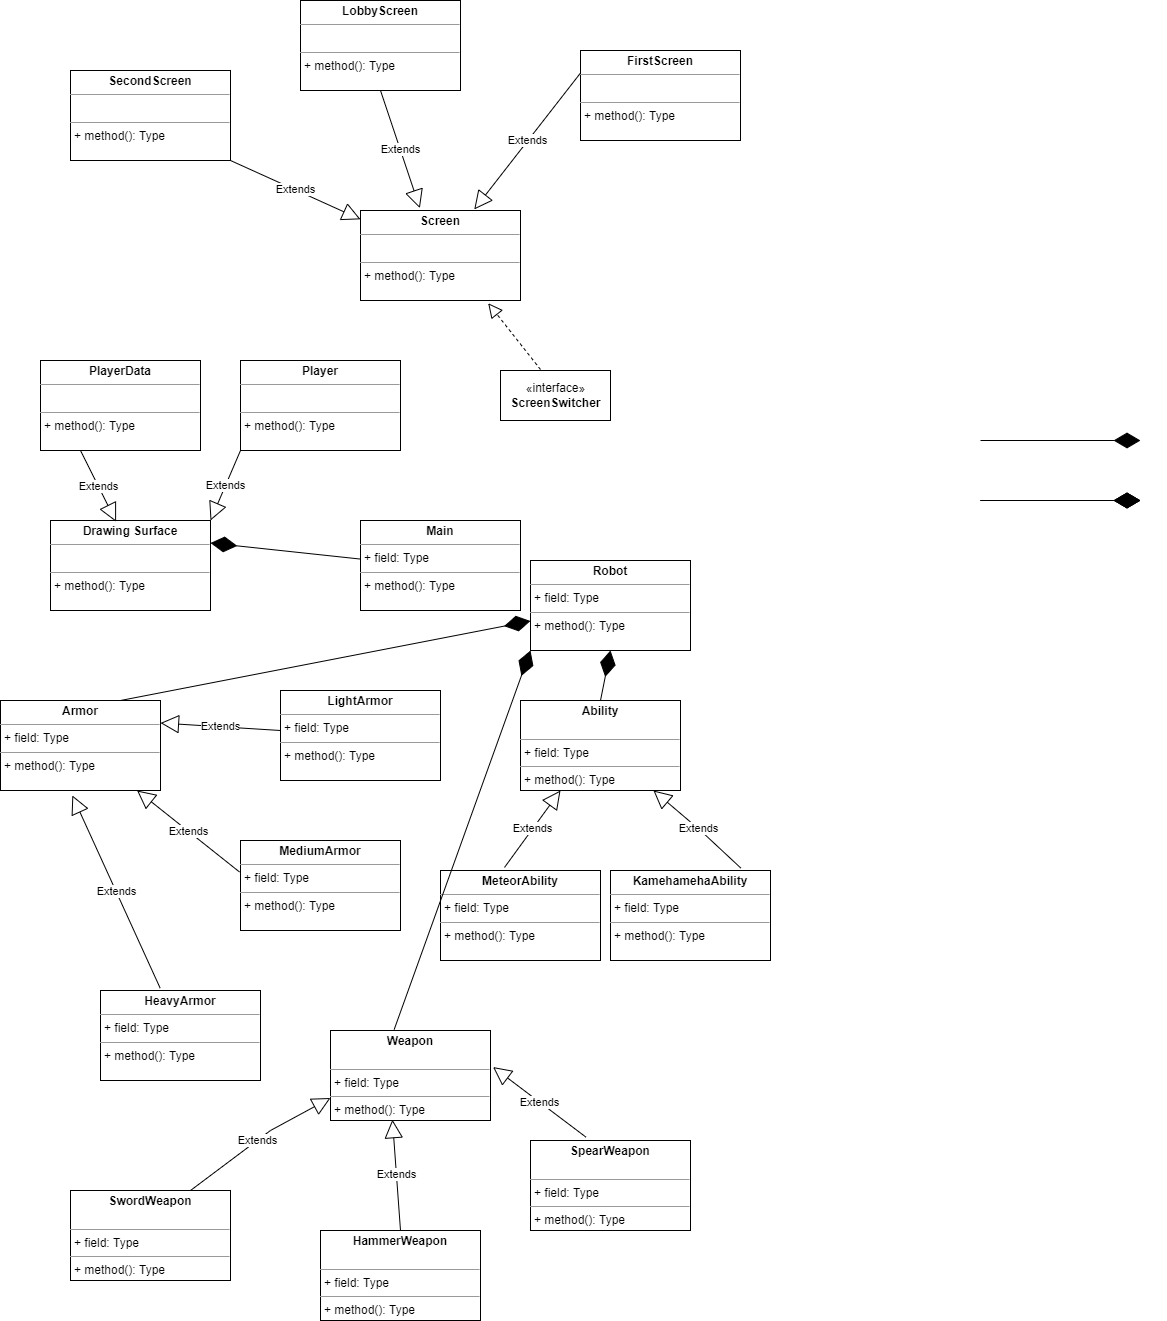 LobbyScreen
+ method(): Type
FirstScreen
+ method(): Type
SecondScreen
+ method(): Type
Extends
Extends
Extends
Screen
+ method(): Type
«interface»
ScreenSwitcher
PlayerData
+ method(): Type
Player
+ method(): Type
Extends
Extends
Drawing Surface
+ method(): Type
Main
+ field: Type
+ method(): Type
Robot
+ field: Type
+ method(): Type
Armor
+ field: Type
+ method(): Type
Extends
LightArmor
+ field: Type
+ method(): Type
Ability
+ field: Type
+ method(): Type
Extends
Extends
Extends
MediumArmor
+ field: Type
+ method(): Type
MeteorAbility
+ field: Type
+ method(): Type
KamehamehaAbility
+ field: Type
+ method(): Type
Extends
HeavyArmor
+ field: Type
+ method(): Type
Weapon
+ field: Type
+ method(): Type
Extends
Extends
Extends
SpearWeapon
+ field: Type
+ method(): Type
SwordWeapon
+ field: Type
+ method(): Type
HammerWeapon
+ field: Type
+ method(): Type